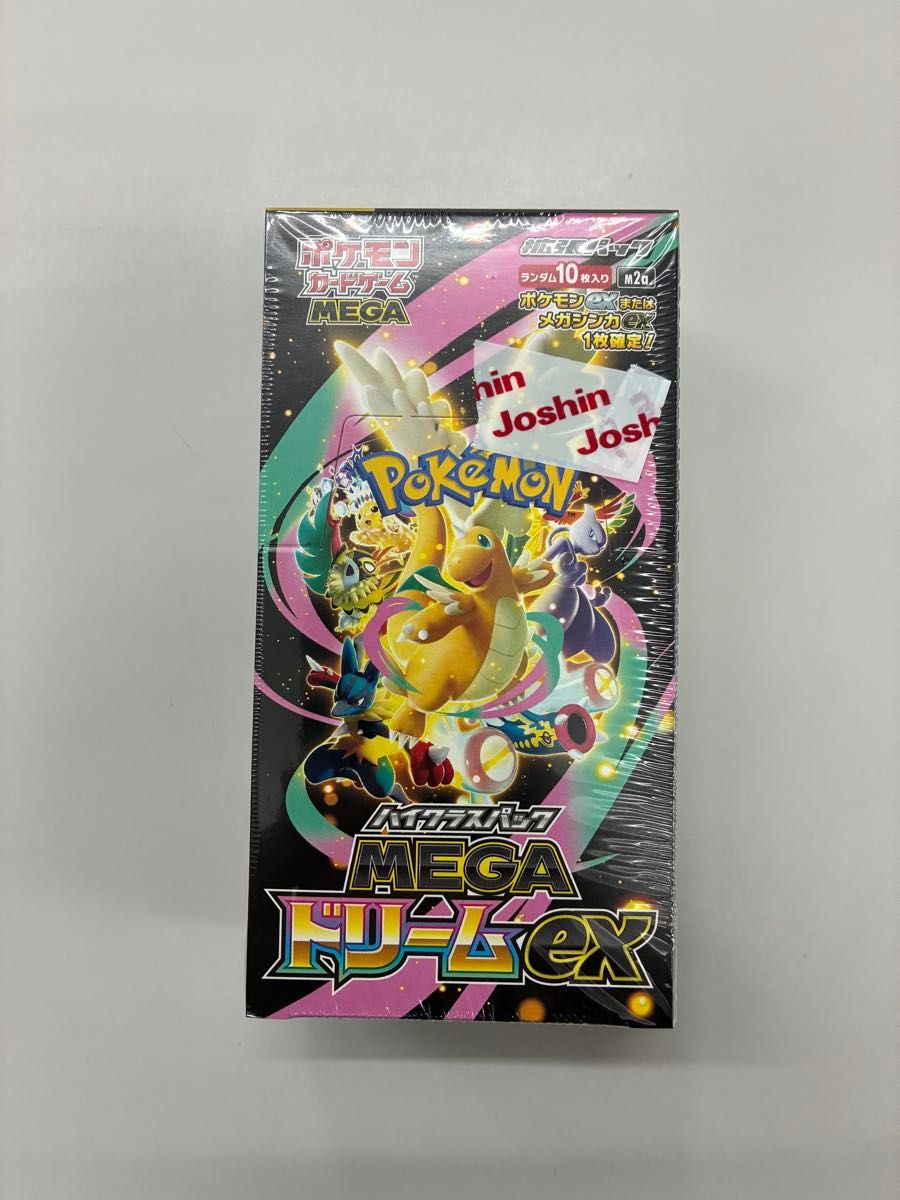 ポケモン
カードゲーム
MEGA
拡張パック
ランダム10枚入り
M2a
ポケモンexまたは
メガシンカex
1枚確定!
hin
Joshin
Josh
POKéMON
TM
ハイクラスパック
MEGA
ドリームex